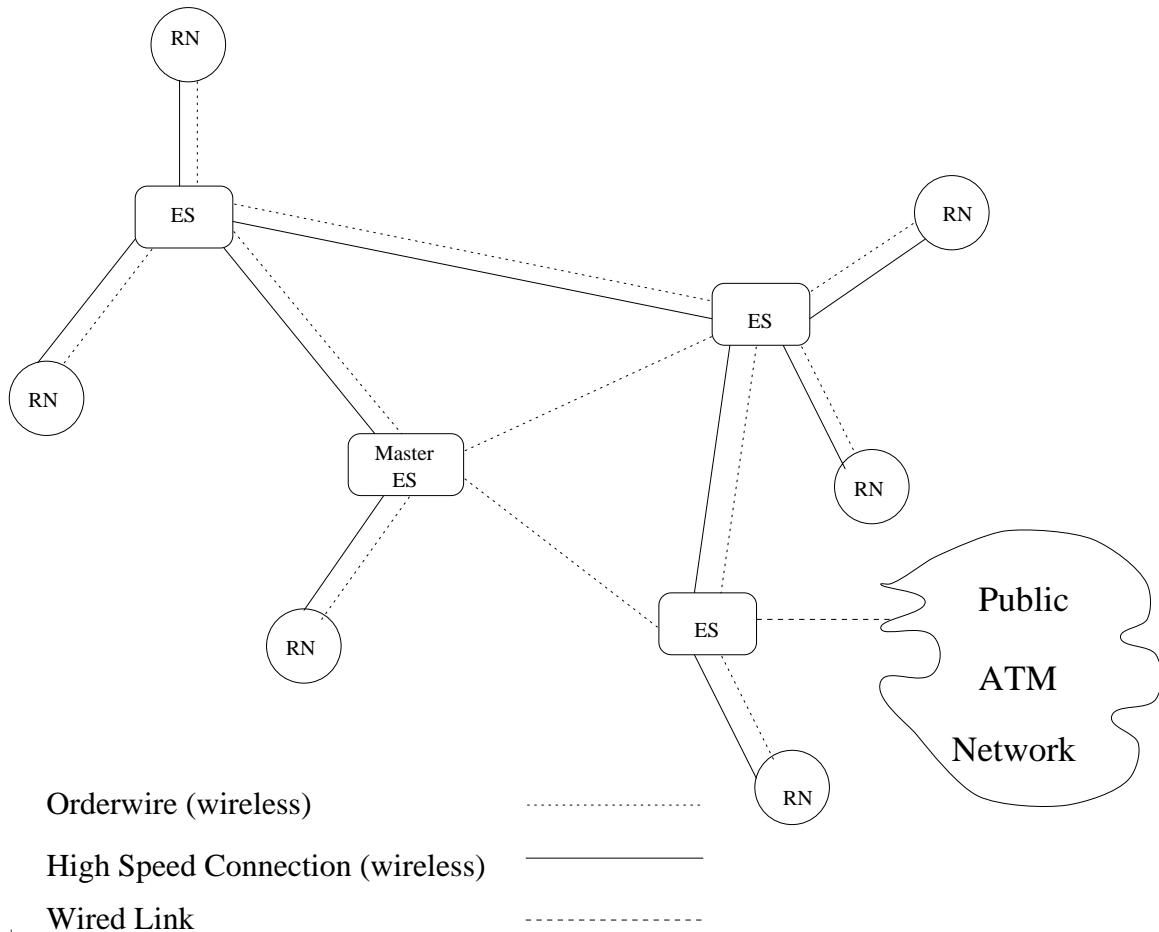 RN
ES
RN
RN
ES
RN
Master
ES
RN
ES
RN
Public
ATM
Network
Orderwire (wireless)
High Speed Connection (wireless)
Wired Link